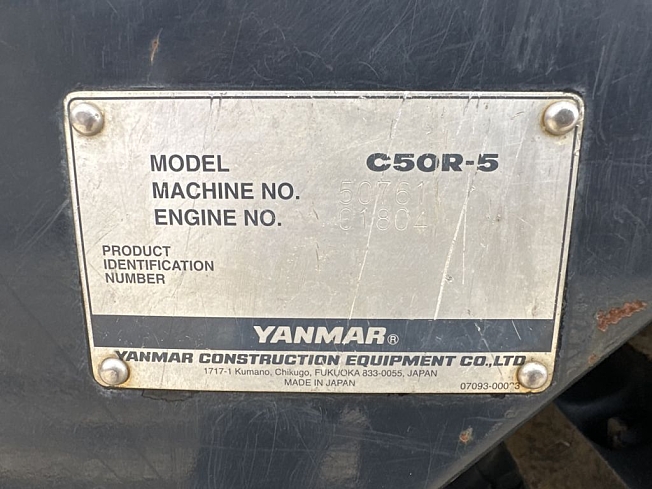 MODEL C50R-5
MACHINE NO.
ENGINE NO.
PRODUCT
IDENTIFICATION
NUMBER
YANMAR®
YANMAR CONSTRUCTION EQUIPMENT CO.,LTD.
1717-1 Kumano, Chikugo, FUKUOKA 833-0055, JAPAN
MADE IN JAPAN